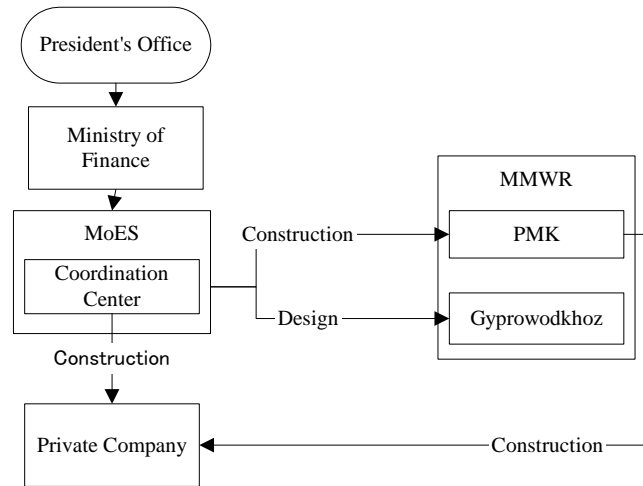 President's Office
Ministry of
Finance
MMWR
MoES
Construction
PMK
Coordination
Center
Design
Gyprowodkhoz
Construction
Private Company
Construction